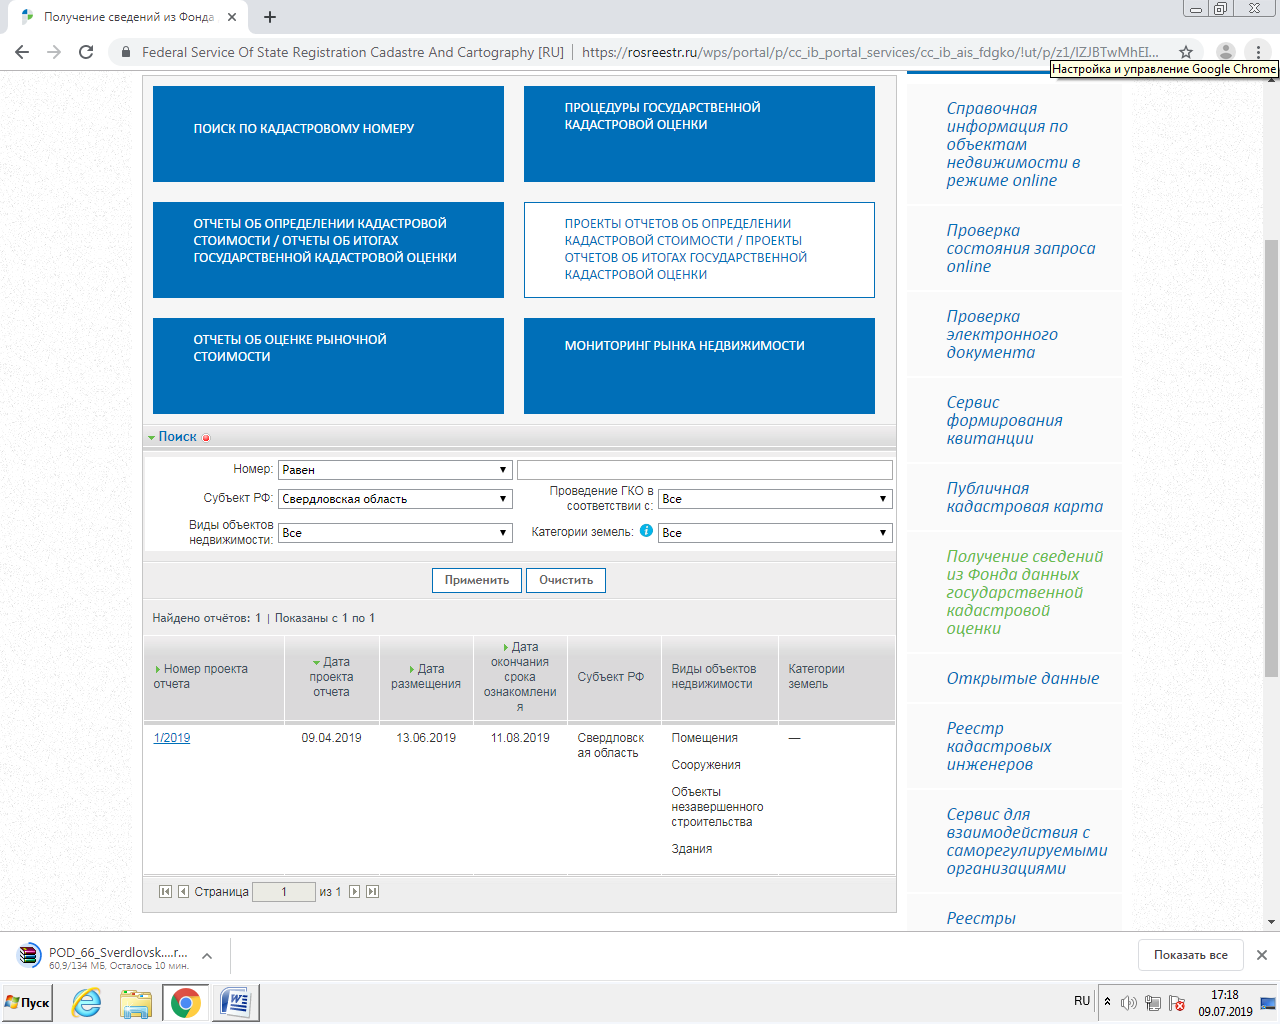 Получение сведений из Фонда
Federal Service Of State Registration Cadastre And Cartography [RU]
https://rosreestr.ru/wps/portal/p/cc_ib_portal_services/cc_ib_ais_fdgko/!ut/p/z1/lZJBTwMhEI...
Настройка и управление Google Chrome
ПОИСК ПО КАДАСТРОВОМУ НОМЕРУ
ПРОЦЕДУРЫ ГОСУДАРСТВЕННОЙ
КАДАСТРОВОЙ ОЦЕНКИ
ОТЧЕТЫ ОБ ОПРЕДЕЛЕНИИ КАДАСТРОВОЙ
СТОИМОСТИ / ОТЧЕТЫ ОБ ИТОГАХ
ГОСУДАРСТВЕННОЙ КАДАСТРОВОЙ ОЦЕНКИ
ПРОЕКТЫ ОТЧЕТОВ ОБ ОПРЕДЕЛЕНИИ
КАДАСТРОВОЙ СТОИМОСТИ / ПРОЕКТЫ
ОТЧЕТОВ ОБ ИТОГАХ ГОСУДАРСТВЕННОЙ
КАДАСТРОВОЙ ОЦЕНКИ
ОТЧЕТЫ ОБ ОЦЕНКЕ РЫНОЧНОЙ
СТОИМОСТИ
МОНИТОРИНГ РЫНКА НЕДВИЖИМОСТИ
Поиск
Номер: Равен
Субъект РФ: Свердловская область
Проведение ГКО в
соответствии с: Все
Виды объектов
недвижимости: Все
Категории земель: Все
Применить Очистить
Найдено отчётов: 1 | Показаны с 1 по 1
Номер проекта
отчета
Дата
проекта
отчета
Дата
размещения
Дата
окончания
срока
ознакомлени
я
Субъект РФ
Виды объектов
недвижимости
Категории
земель
1/2019
09.04.2019
13.06.2019
11.08.2019
Свердловск
ая область
Помещения
Сооружения
Объекты
незавершенного
строительства
Здания
—
Страница 1 из 1
Справочная
информация по
объектам
недвижимости в
режиме online
Проверка
состояния запроса
online
Проверка
электронного
документа
Сервис
формирования
квитанции
Публичная
кадастровая карта
Получение сведений
из Фонда данных
государственной
кадастровой
оценки
Открытые данные
Реестр
кадастровых
инженеров
Сервис для
взаимодействия с
саморегулируемыми
организациями
Реестры
POD_66_Sverdlovsk....r...
60,9/134 МБ, Осталось 10 мин.
Показать все
Пуск
RU
17:18
09.07.2019